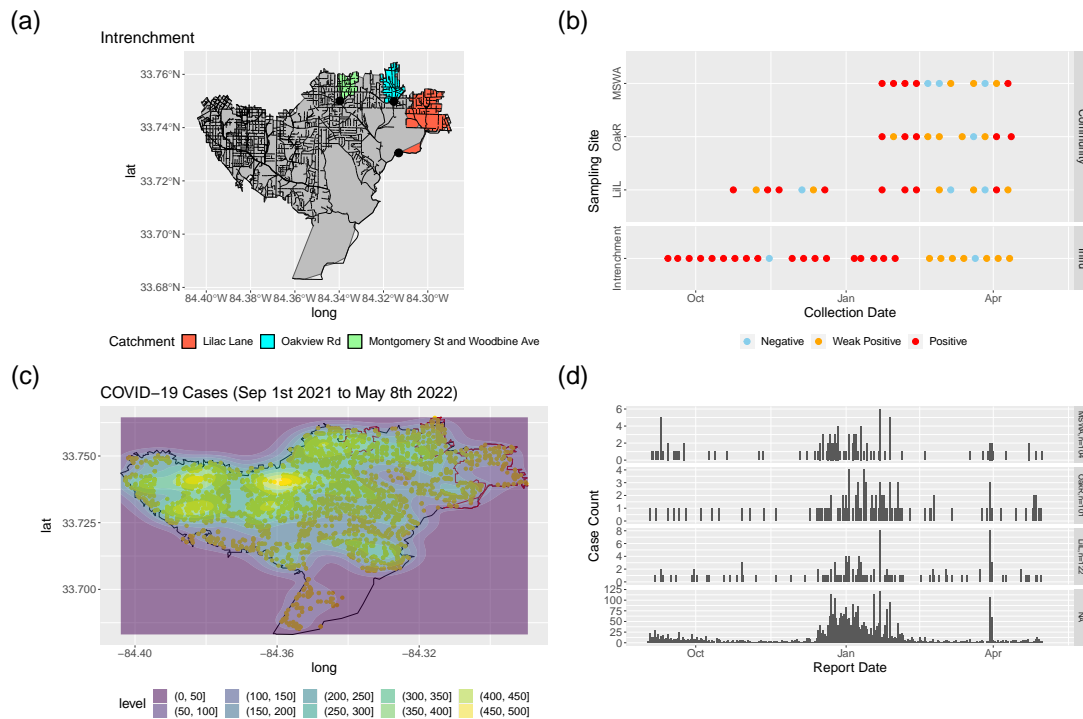 (a)
Intrenchment
33.76°N
33.74°N
33.72°N
33.70°N
33.68°N
lat
84.40°W 84.38°W 84.36°W 84.34°W 84.32°W 84.30°W
long
Catchment Lilac Lane Oakview Rd Montgomery St and Woodbine Ave
(b)
MSWA
OakR
LilL
Intrenchment
Sampling Site
Community
Oct Jan Apr
Collection Date
Negative Weak Positive Positive
(c)
COVID−19 Cases (Sep 1st 2021 to May 8th 2022)
33.750
33.725
33.700
lat
−84.40 −84.36 −84.32
long
level (0, 50] (100, 150] (200, 250] (300, 350] (400, 450]
(50, 100] (150, 200] (250, 300] (350, 400] (450, 500]
(d)
6
4
2
0
4
3
2
1
0
8
6
4
2
0
125
100
75
50
25
0
Case Count
NA
Oct Jan Apr
Report Date